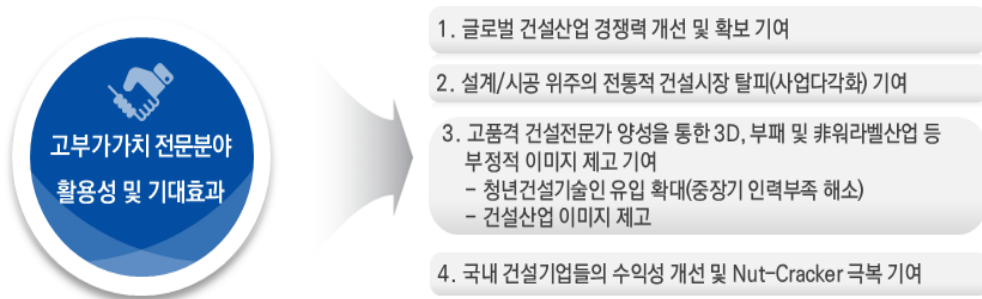 고부가가치 전문분야
활용성 및 기대효과
1. 글로벌 건설산업 경쟁력 개선 및 확보 기여
2. 설계/시공 위주의 전통적 건설시장 탈피(사업다각화) 기여
3. 고품격 건설전문가 양성을 통한 3D, 부패 및 非워라벨산업 등
부정적 이미지 제고 기여
- 청년건설기술인 유입 확대(중장기 인력부족 해소)
- 건설산업 이미지 제고
4. 국내 건설기업들의 수익성 개선 및 Nut-Cracker 극복 기여